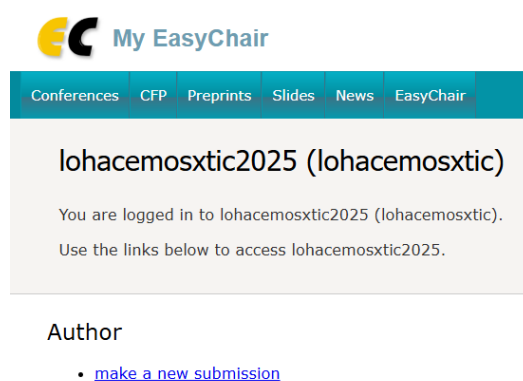 EC My EasyChair
Conferences CFP Preprints Slides News EasyChair
lohacemosxtic2025 (lohacemosxtic)
You are logged in to lohacemosxtic2025 (lohacemosxtic).
Use the links below to access lohacemosxtic2025.
Author
make a new submission